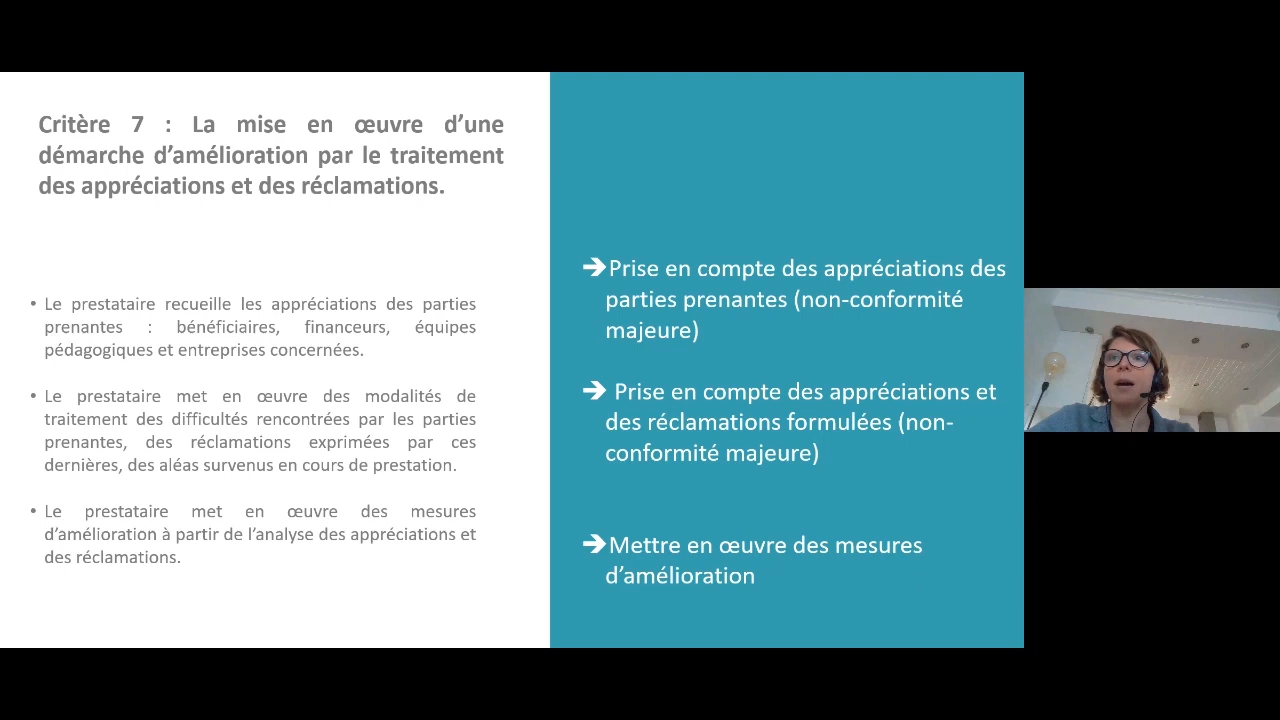 Critère 7 : La mise en œuvre d’une
démarche d’amélioration par le traitement
des appréciations et des réclamations.
• Le prestataire recueille les appréciations des parties
prenantes : bénéficiaires, financeurs, équipes
pédagogiques et entreprises concernées.
• Le prestataire met en œuvre des modalités de
traitement des difficultés rencontrées par les parties
prenantes, des réclamations exprimées par ces
dernières, des aléas survenus en cours de prestation.
• Le prestataire met en œuvre des mesures
d’amélioration à partir de l’analyse des appréciations et
des réclamations.
➔Prise en compte des appréciations des
parties prenantes (non-conformité
majeure)
➔ Prise en compte des appréciations et
des réclamations formulées (non-
conformité majeure)
➔Mettre en œuvre des mesures
d’amélioration